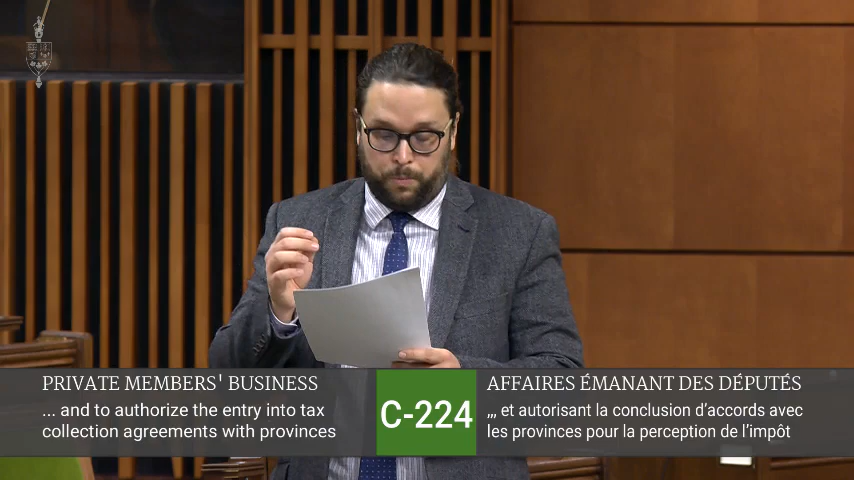 PRIVATE MEMBERS' BUSINESS
... and to authorize the entry into tax
collection agreements with provinces
C-224
AFFAIRES ÉMANANT DES DÉPUTÉS
,,, et autorisant la conclusion d'accords avec
les provinces pour la perception de l'impôt